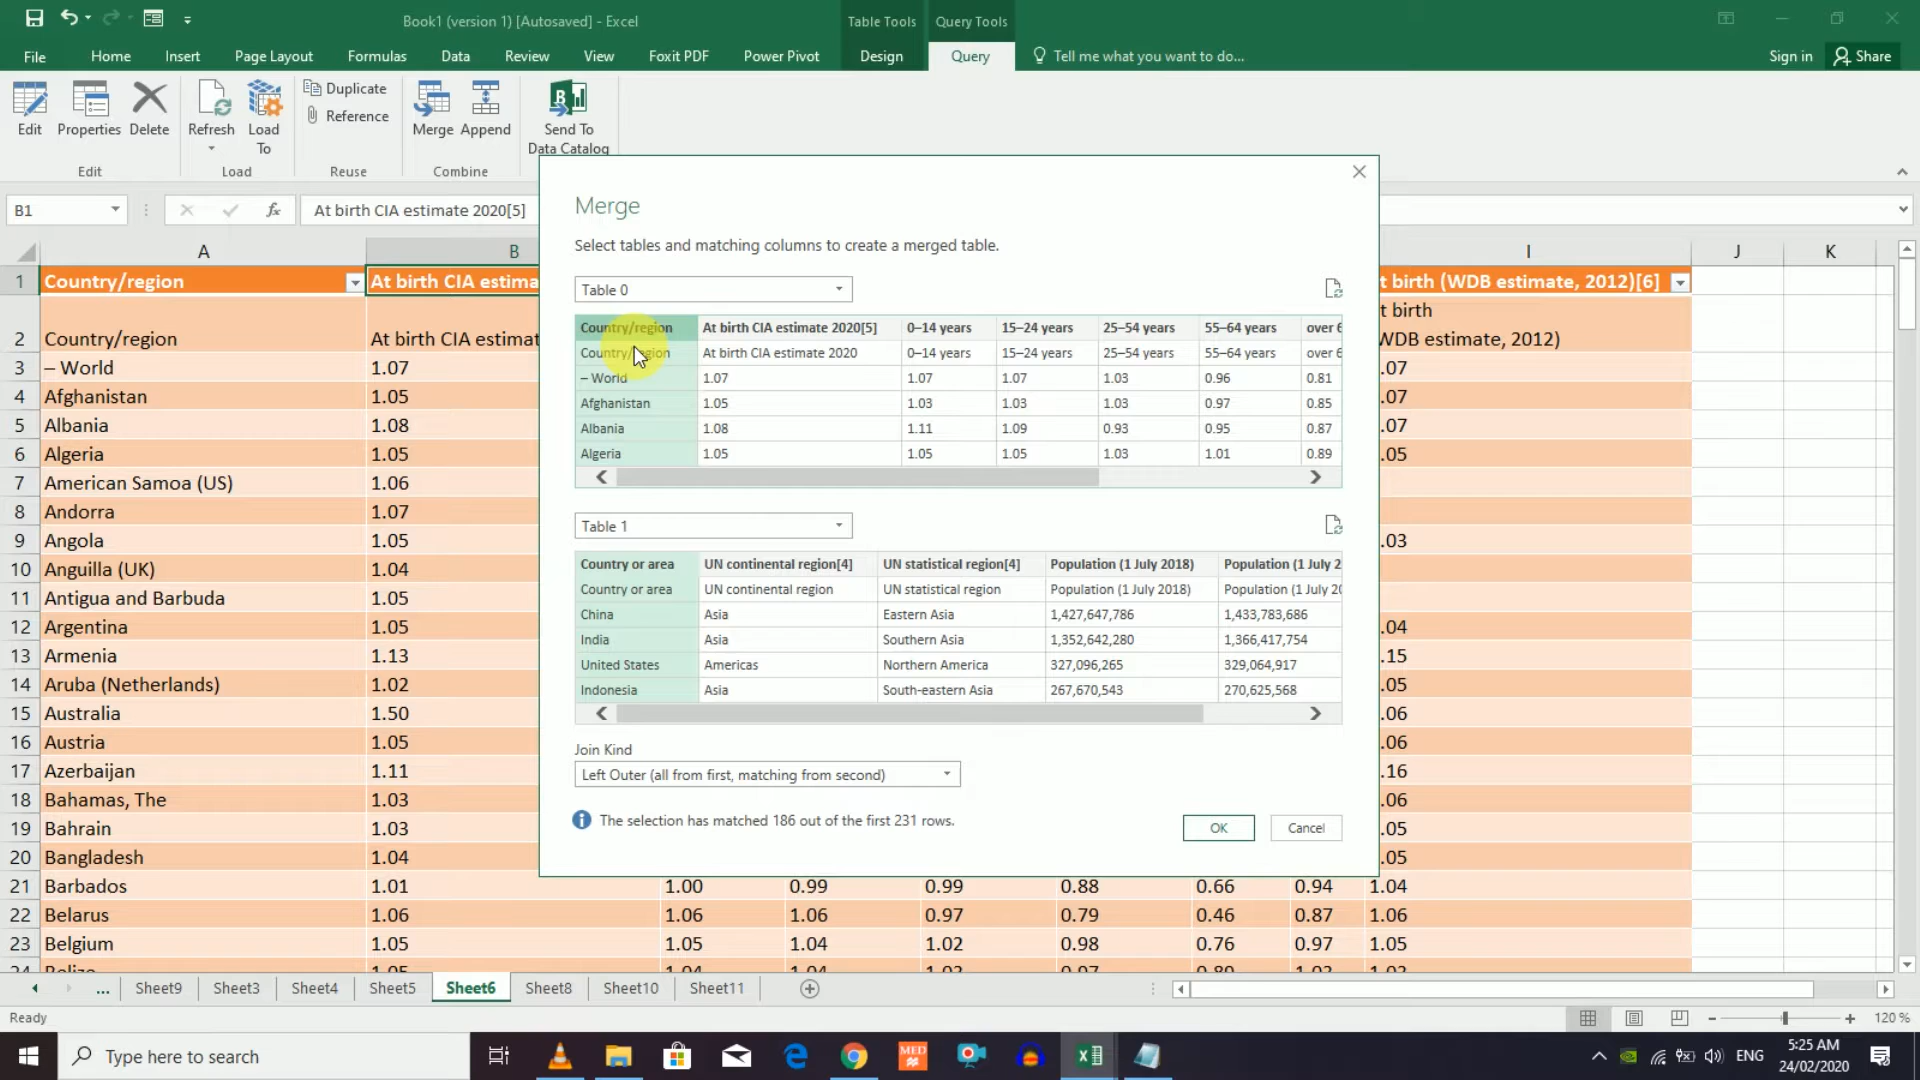 Book1 (version 1) [Autosaved] - Excel
Table Tools
Query Tools
File
Home
Insert
Page Layout
Formulas
Data
Review
View
Foxit PDF
Power Pivot
Design
Query
Tell me what you want to do...
Sign in
Share
Edit
Properties
Delete
Refresh
Load To
Duplicate
Reference
Merge
Append
Send To
Data Catalog
Edit
Load
Reuse
Combine
B1
fx
At birth CIA estimate 2020[5]
A
B
I
J
K
1 Country/region
At birth CIA estima
t birth (WDB estimate, 2012)[6]
t birth
2 Country/region
At birth CIA estimat
WDB estimate, 2012)
3 – World 1.07 .07
4 Afghanistan 1.05 .07
5 Albania 1.08 .07
6 Algeria 1.05 .05
7 American Samoa (US) 1.06
8 Andorra 1.07
9 Angola 1.05 .03
10 Anguilla (UK) 1.04
11 Antigua and Barbuda 1.05
12 Argentina 1.05 .04
13 Armenia 1.13 .15
14 Aruba (Netherlands) 1.02 .05
15 Australia 1.50 .06
16 Austria 1.05 .06
17 Azerbaijan 1.11 .16
18 Bahamas, The 1.03 .06
19 Bahrain 1.03 .05
20 Bangladesh 1.04 .05
21 Barbados 1.01 1.00 0.99 0.99 0.88 0.66 0.94 1.04
22 Belarus 1.06 1.06 1.06 0.97 0.79 0.46 0.87 1.06
23 Belgium 1.05 1.05 1.04 1.02 0.98 0.76 0.97 1.05
Merge
Select tables and matching columns to create a merged table.
Table 0
Country/region At birth CIA estimate 2020[5] 0–14 years 15–24 years 25–54 years 55–64 years over 6
Country/region At birth CIA estimate 2020 0–14 years 15–24 years 25–54 years 55–64 years over 6
– World 1.07 1.07 1.07 1.03 0.96 0.81
Afghanistan 1.05 1.03 1.03 1.03 0.97 0.85
Albania 1.08 1.11 1.09 0.93 0.95 0.87
Algeria 1.05 1.05 1.05 1.03 1.01 0.89
Table 1
Country or area UN continental region[4] UN statistical region[4] Population (1 July 2018) Population (1 July 2
Country or area UN continental region UN statistical region Population (1 July 2018) Population (1 July 20
China Asia Eastern Asia 1,427,647,786 1,433,783,686
India Asia Southern Asia 1,352,642,280 1,366,417,754
United States Americas Northern America 327,096,265 329,064,917
Indonesia Asia South-eastern Asia 267,670,543 270,625,568
Join Kind
Left Outer (all from first, matching from second)
The selection has matched 186 out of the first 231 rows.
OK
Cancel
...
Sheet9
Sheet3
Sheet4
Sheet5
Sheet6
Sheet8
Sheet10
Sheet11
Ready
120 %
Type here to search
MED
ENG
5:25 AM
24/02/2020